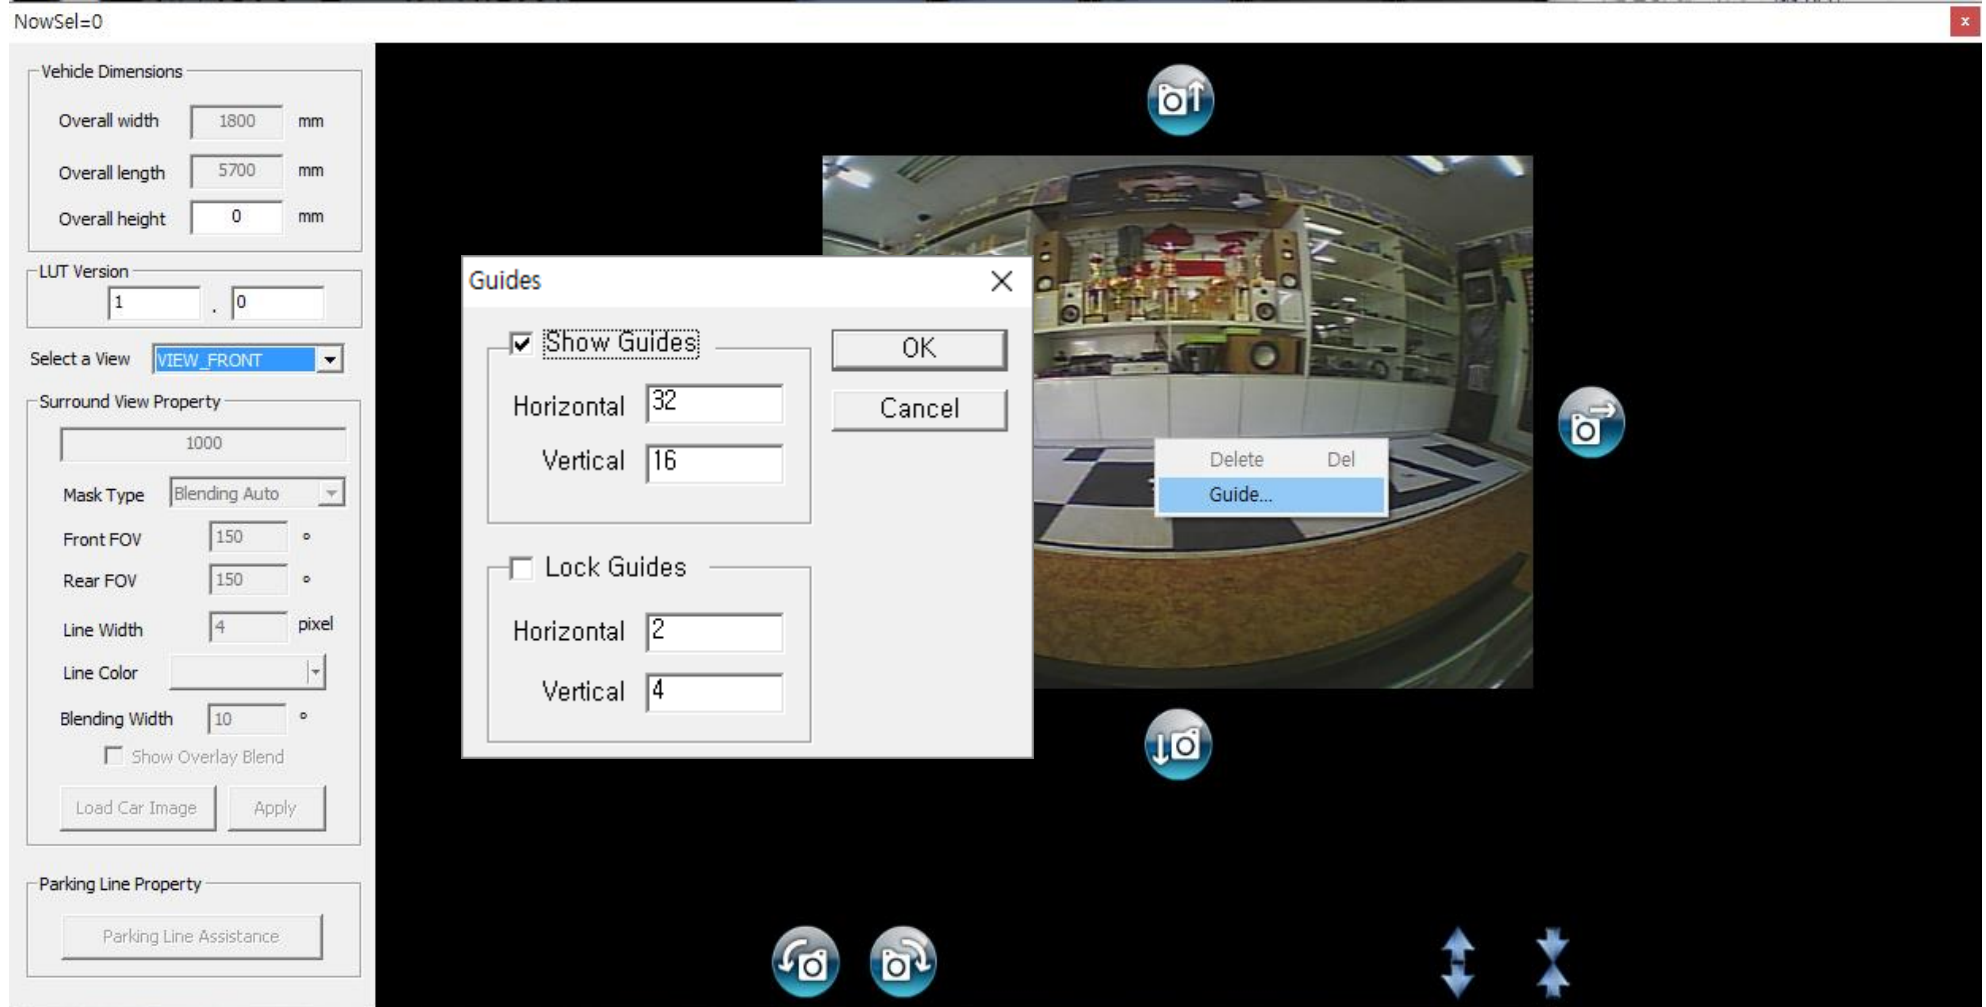 NowSel=0
x
Vehicle Dimensions
Overall width 1800 mm
Overall length 5700 mm
Overall height 0 mm
LUT Version
1 . 0
Select a View VIEW_FRONT
Surround View Property
1000
Mask Type Blending Auto
Front FOV 150 °
Rear FOV 150 °
Line Width 4 pixel
Line Color
Blending Width 10 °
Show Overlay Blend
Load Car Image Apply
Parking Line Property
Parking Line Assistance
Guides
Show Guides
Horizontal 32
Vertical 16
Lock Guides
Horizontal 2
Vertical 4
OK
Cancel
Delete Del
Guide...